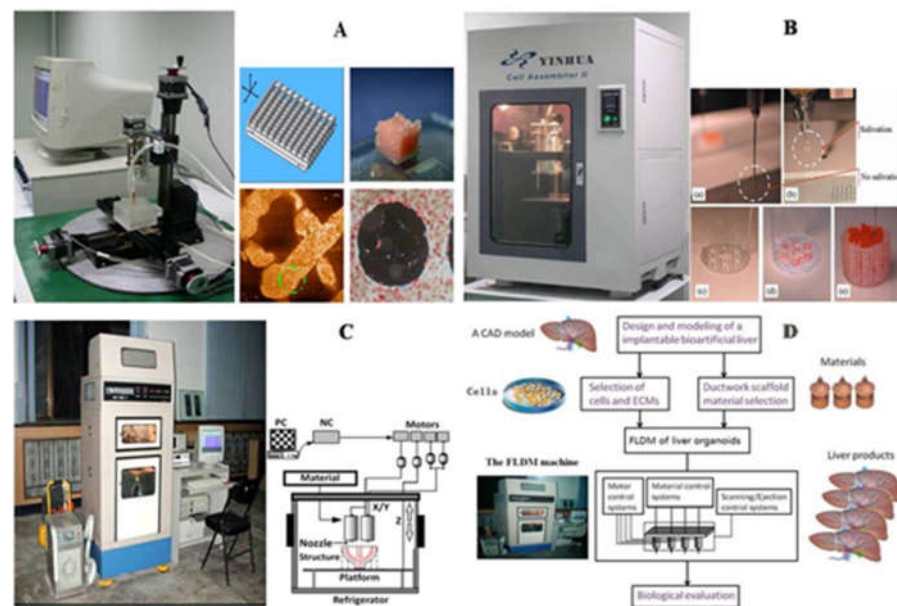 A
YINHUA
Cell Assembler II
B
Salivation
No salivation
(a)
(b)
(c)
(d)
(e)
C
PC
NC
Motors
Material
X/Y
Z
Nozzle
Structure
Platform
Refrigerator
D
A CAD model
Design and modeling of a
implantable bioartificial liver
Cells
Selection of
cells and ECMs
Ductwork scaffold
material selection
Materials
FLDM of liver organoids
The FLDM machine
Motor
control
systems
Material control
systems
Scanning/Ejection
control systems
Liver products
Biological evaluation